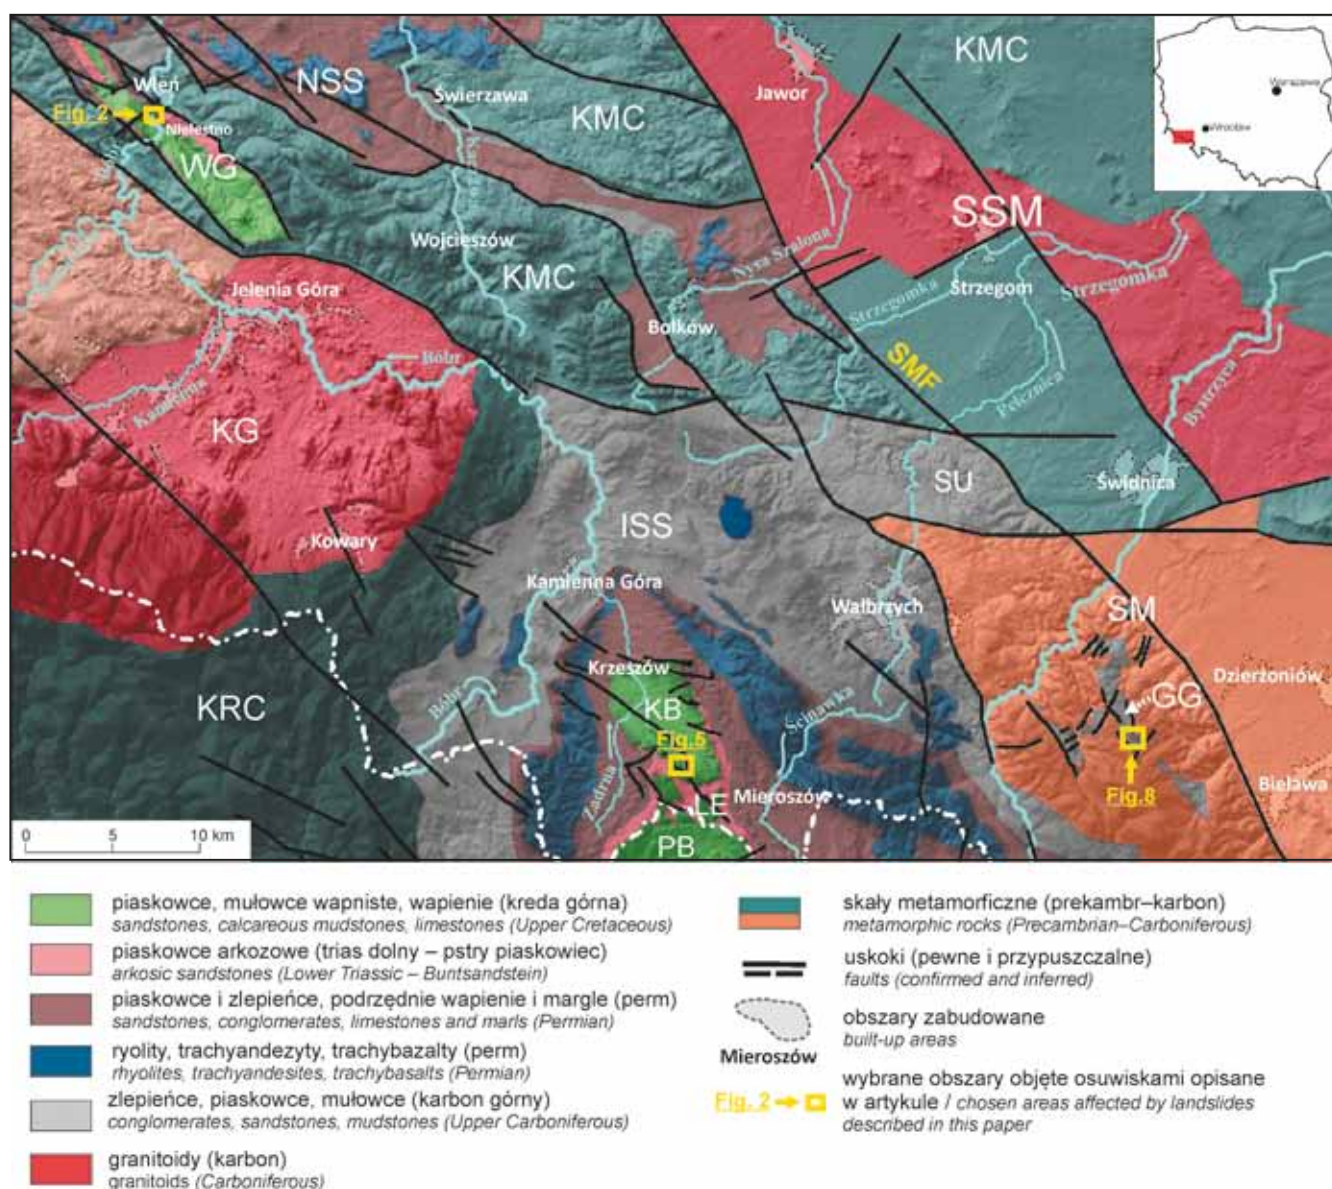 KMC
Wleń
NSS
Świerzawa
Jawor
Warszawa
Wrocław
Fig. 2
Nielestno
KMC
WG
SSM
Wojcieszów
KMC
Nysa Szalona
Jelenia Góra
Strzegomka
Strzegom
Strzegomka
Bolków
Bóbr
SMF
Pełcznica
Bystrzyca
Kamienna
KG
SU
Świdnica
ISS
Kowary
Kamienna Góra
Wałbrzych
SM
Krzeszów
Dzierżoniów
KRC
Bóbr
KB
Ścinawka
GG
Fig.5
Zadrna
LE
Mieroszów
Fig.8
Bielawa
PB
0 5 10 km
piaskowce, mułowce wapniste, wapienie (kreda górna)
sandstones, calcareous mudstones, limestones (Upper Cretaceous)
piaskowce arkozowe (trias dolny – pstry piaskowiec)
arkosic sandstones (Lower Triassic – Buntsandstein)
piaskowce i zlepieńce, podrzędnie wapienie i margle (perm)
sandstones, conglomerates, limestones and marls (Permian)
ryolity, trachyandezyty, trachybazalty (perm)
rhyolites, trachyandesites, trachybasalts (Permian)
zlepieńce, piaskowce, mułowce (karbon górny)
conglomerates, sandstones, mudstones (Upper Carboniferous)
granitoidy (karbon)
granitoids (Carboniferous)
skały metamorficzne (prekambr–karbon)
metamorphic rocks (Precambrian–Carboniferous)
uskoki (pewne i przypuszczalne)
faults (confirmed and inferred)
obszary zabudowane
built-up areas
Mieroszów
Fig. 2
wybrane obszary objęte osuwiskami opisane
w artykule / chosen areas affected by landslides
described in this paper